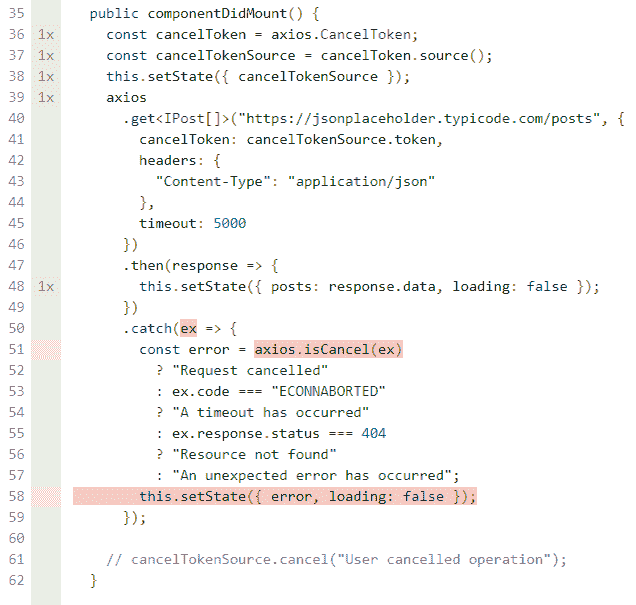 35 public componentDidMount() {
36 1x const cancelToken = axios.CancelToken;
37 1x const cancelTokenSource = cancelToken.source();
38 1x this.setState({ cancelTokenSource });
39 1x axios
40 .get<IPost[]>("https://jsonplaceholder.typicode.com/posts", {
41 cancelToken: cancelTokenSource.token,
42 headers: {
43 "Content-Type": "application/json"
44 },
45 timeout: 5000
46 })
47 .then(response => {
48 1x this.setState({ posts: response.data, loading: false });
49 })
50 .catch(ex => {
51 const error = axios.isCancel(ex)
52 ? "Request cancelled"
53 : ex.code === "ECONNABORTED"
54 ? "A timeout has occurred"
55 : ex.response.status === 404
56 ? "Resource not found"
57 : "An unexpected error has occurred";
58 this.setState({ error, loading: false });
59 });
60
61 // cancelTokenSource.cancel("User cancelled operation");
62 }